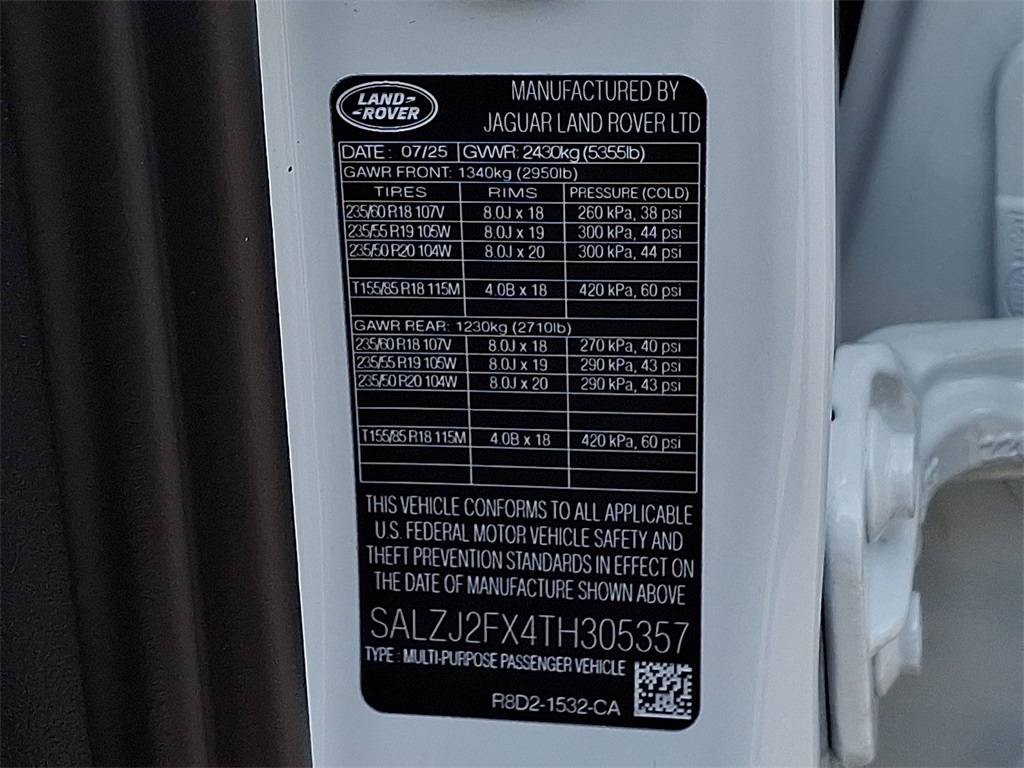 LAND-
-ROVER
MANUFACTURED BY
JAGUAR LAND ROVER LTD
DATE : 07/25 GVWR: 2430kg (5355lb)
GAWR FRONT: 1340kg (2950lb)
TIRES RIMS PRESSURE (COLD)
235/60 R18 107V 8.0J x 18 260 kPa, 38 psi
235/55 R19 105W 8.0J x 19 300 kPa, 44 psi
235/50 R20 104W 8.0J x 20 300 kPa, 44 psi
T155/85 R18 115M 4.0B x 18 420 kPa, 60 psi
GAWR REAR: 1230kg (2710lb)
235/60 R18 107V 8.0J x 18 270 kPa, 40 psi
235/55 R19 105W 8.0J x 19 290 kPa, 43 psi
235/50 R20 104W 8.0J x 20 290 kPa, 43 psi
T155/85 R18 115M 4.0B x 18 420 kPa, 60 psi
THIS VEHICLE CONFORMS TO ALL APPLICABLE
U.S. FEDERAL MOTOR VEHICLE SAFETY AND
THEFT PREVENTION STANDARDS IN EFFECT ON
THE DATE OF MANUFACTURE SHOWN ABOVE
SALZJ2FX4TH305357
TYPE : MULTI-PURPOSE PASSENGER VEHICLE
R8D2-1532-CA